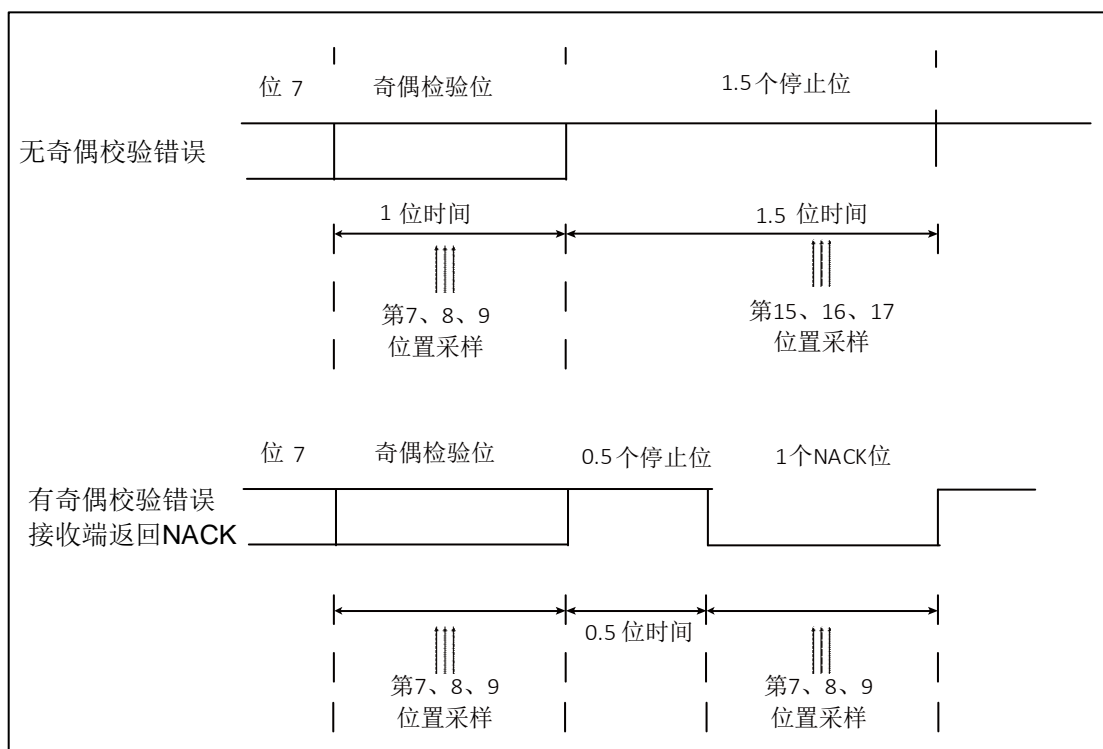 位 7 奇偶检验位 1.5个停止位
无奇偶校验错误
1 位时间 1.5 位时间
第7、8、9 第15、16、17
位置采样 位置采样
位 7 奇偶检验位 0.5个停止位 1个NACK位
有奇偶校验错误
接收端返回NACK
0.5 位时间
第7、8、9 第7、8、9
位置采样 位置采样